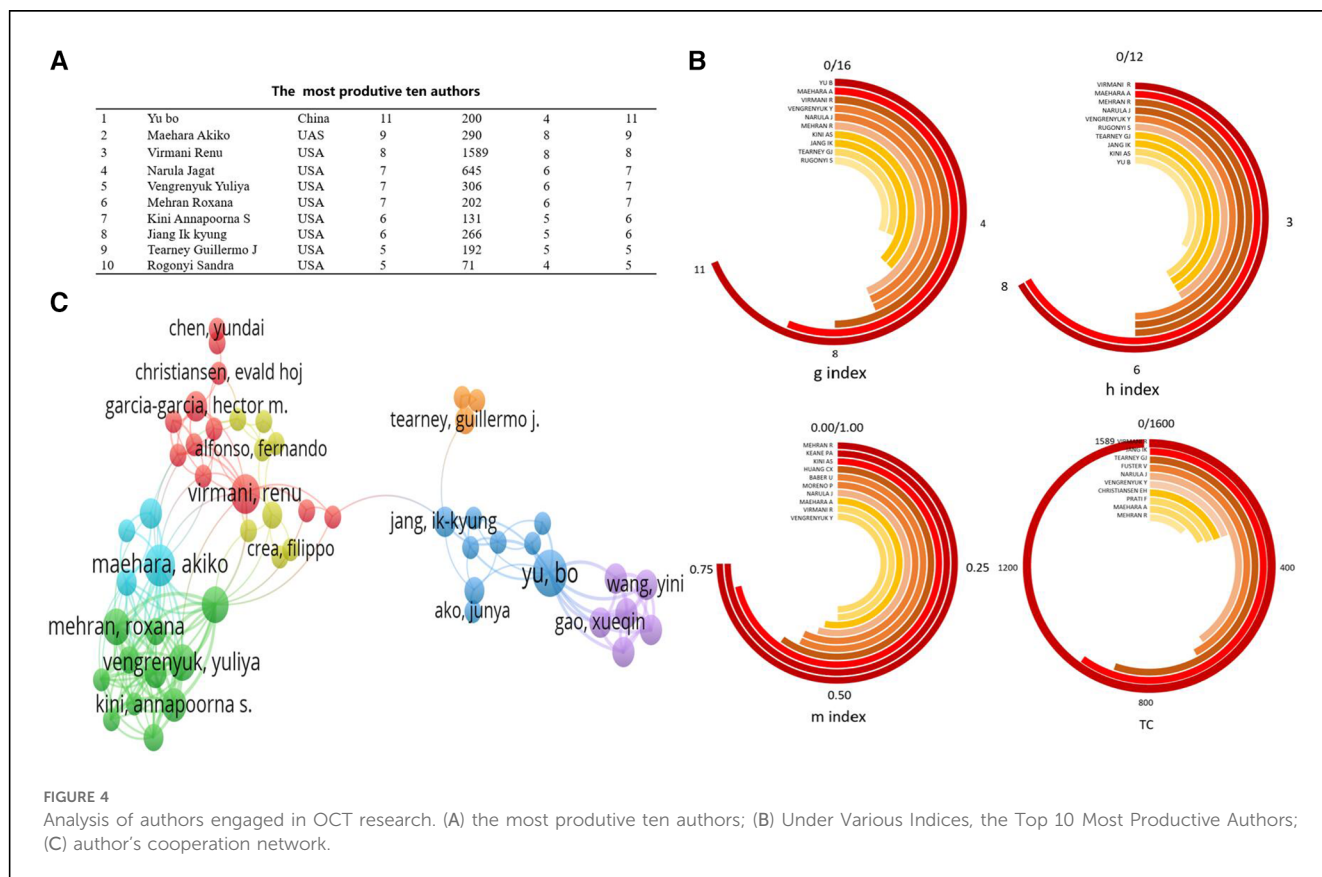 A
The most produtive ten authors
1 Yu bo China 11 200 4 11
2 Maehara Akiko UAS 9 290 8 9
3 Virmani Renu USA 8 1589 8 8
4 Narula Jagat USA 7 645 6 7
5 Vengrenyuk Yuliya USA 7 306 6 7
6 Mehran Roxana USA 7 202 6 7
7 Kini Annapoorna S USA 6 131 5 6
8 Jiang Ik kyung USA 6 266 5 6
9 Tearney Guillermo J USA 5 192 5 5
10 Rogonyi Sandra USA 5 71 4 5
B
0/16
YU B
MAEHARA A
VIRMANI R
VENGRENYUK Y
NARULA J
MEHRAN R
KINI AS
JANG IK
TEARNEY GJ
RUGONYI S
4
11
8
g index
0/12
VIRMANI R
MAEHARA A
MEHRAN R
NARULA J
VENGRENYUK Y
RUGONYI S
TEARNEY GJ
JANG IK
KINI AS
YU B
3
8
6
h index
0.00/1.00
MEHRAN R
KEANE PA
KINI AS
HUANG CX
BABER U
MORENO P
NARULA J
MAEHARA A
VIRMANI R
VENGRENYUK Y
0.75
0.25
0.50
m index
0/1600
1589 VIRMANI R
JANG IK
TEARNEY GJ
FUSTER V
NARULA J
VENGRENYUK Y
CHRISTIANSEN EH
PRATI F
MAEHARA A
MEHRAN R
1200
400
800
TC
C
chen, yundai
christiansen, evald hoj
garcia-garcia, hector m.
alfonso, fernando
virmani, renu
crea, filippo
maehara, akiko
mehran, roxana
vengrenyuk, yuliya
kini, annapoorna s.
tearney, guillermo j.
jang, ik-kyung
yu, bo
ako, junya
wang, yini
gao, xueqin
FIGURE 4
Analysis of authors engaged in OCT research. (A) the most produtive ten authors; (B) Under Various Indices, the Top 10 Most Productive Authors;
(C) author's cooperation network.